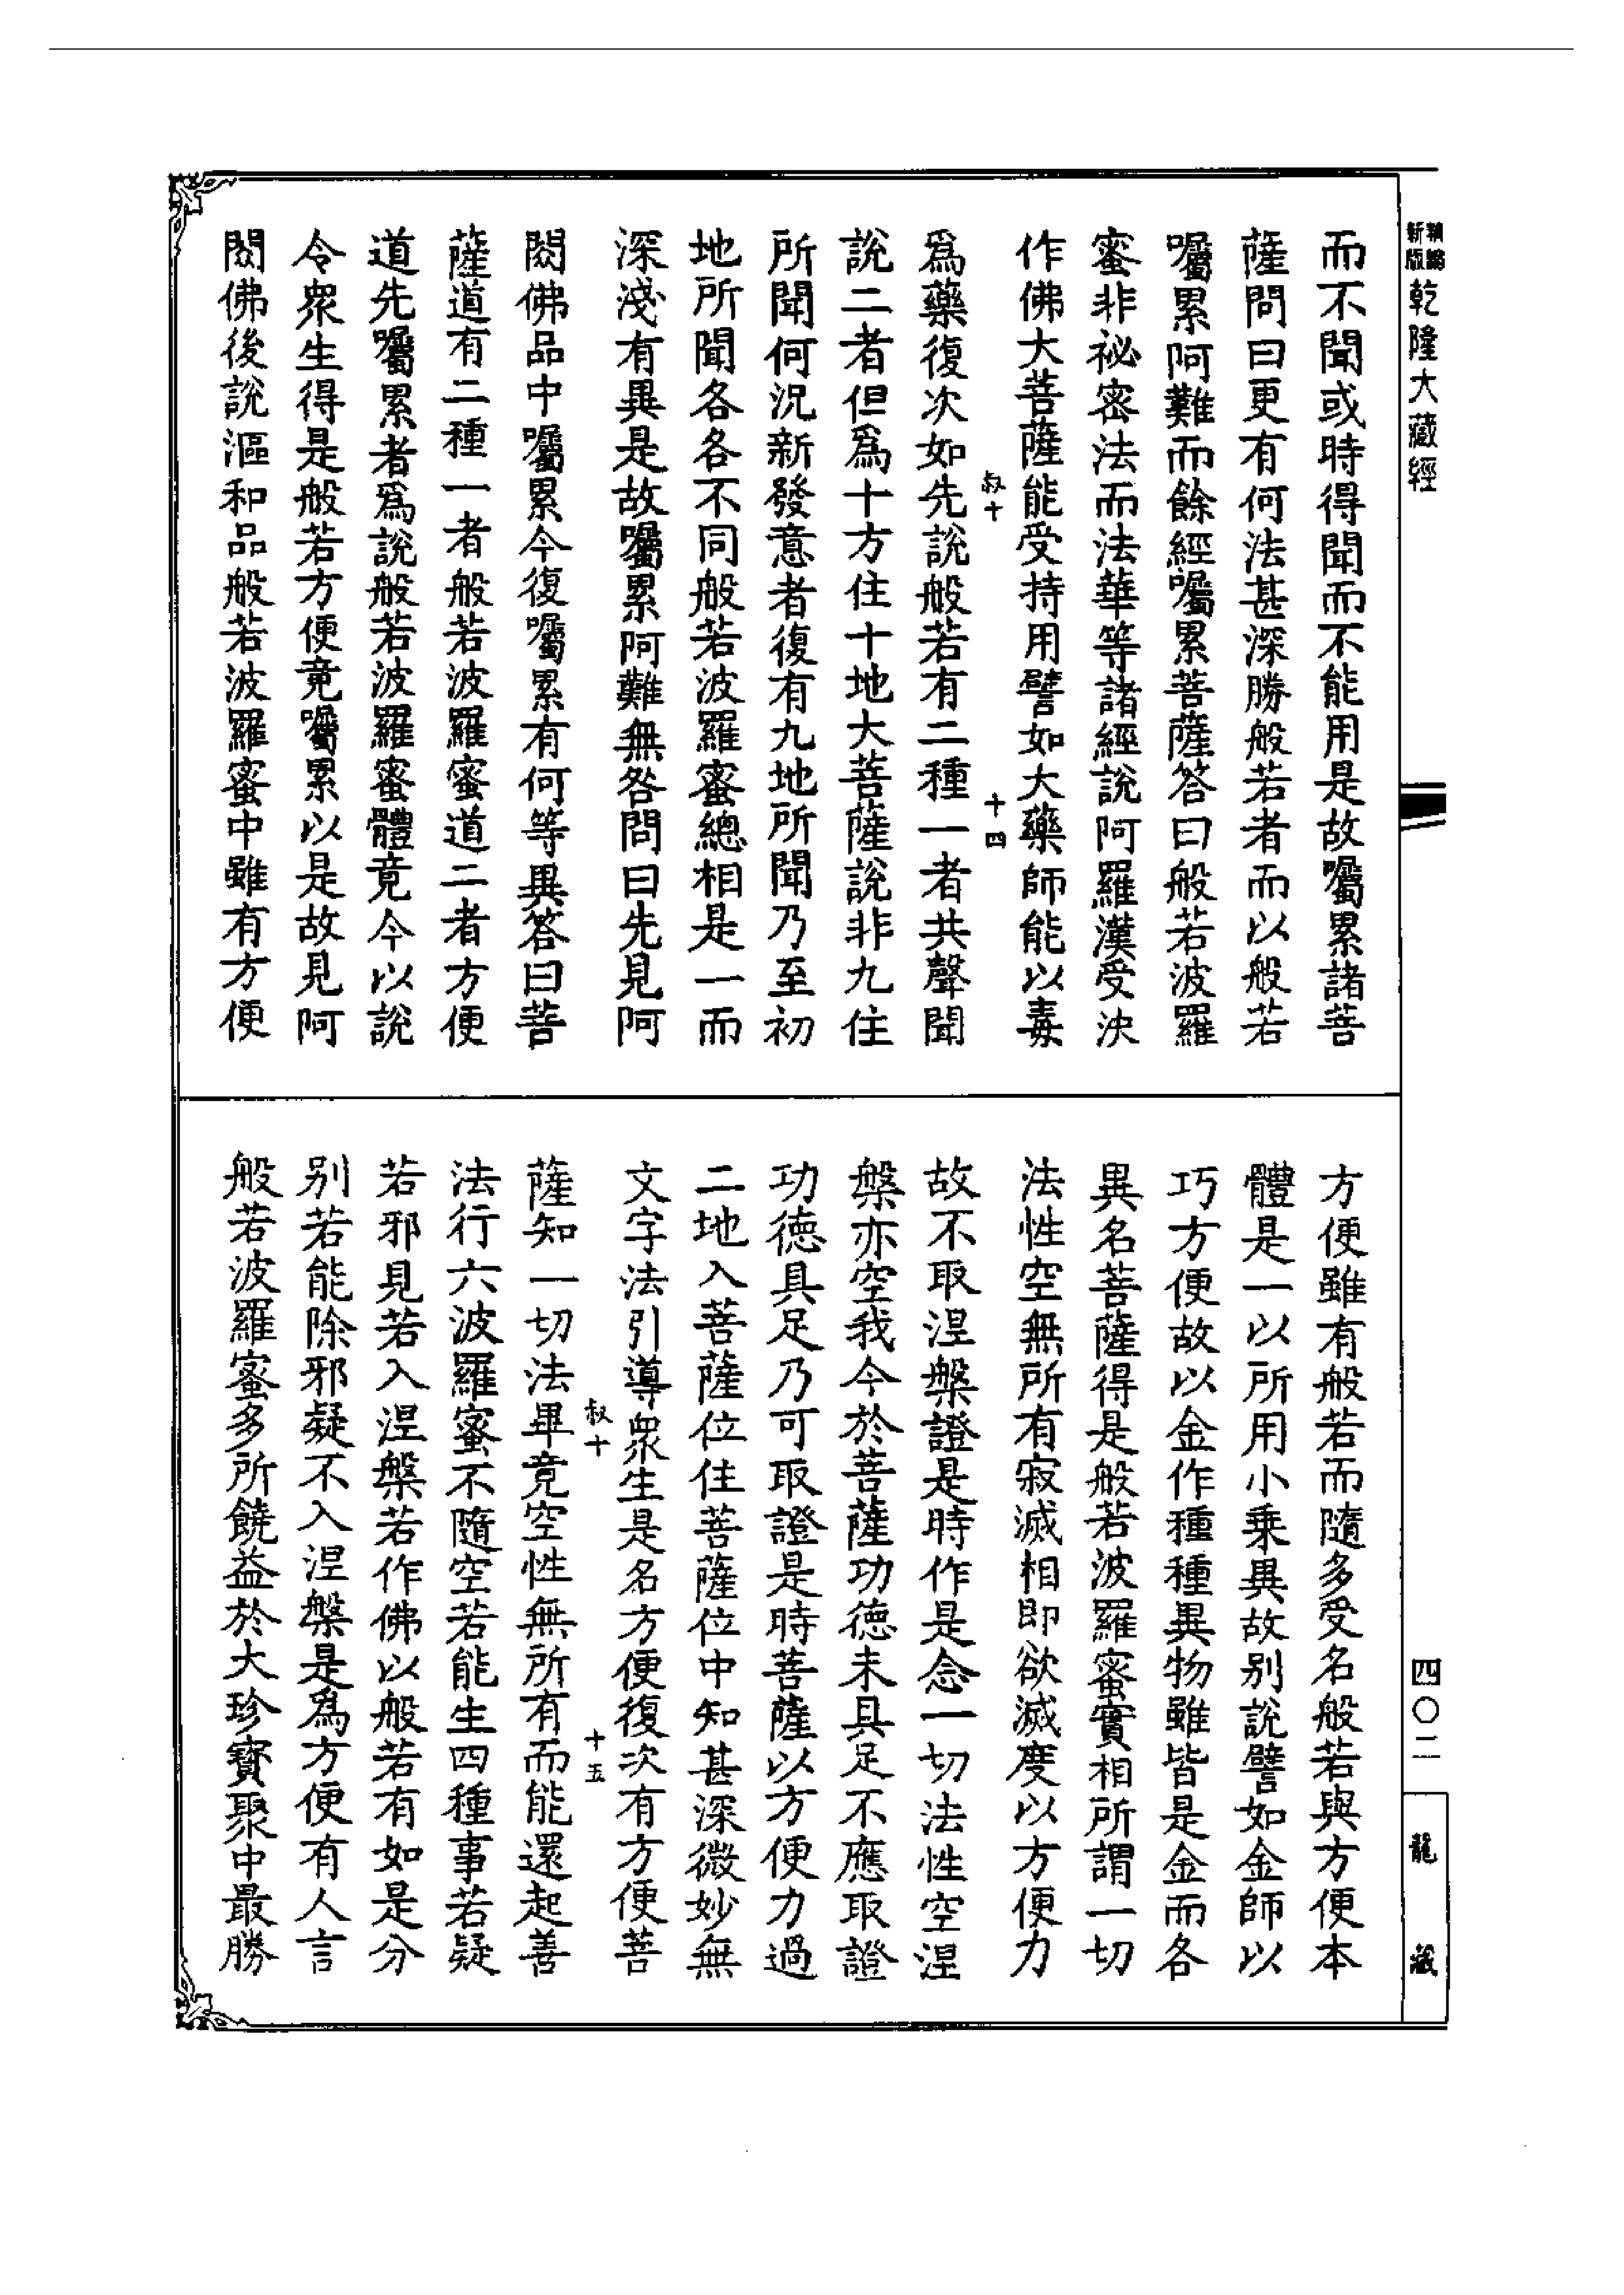 新編縮版乾隆大藏經
而不聞或時得聞而不能用是故囑累諸菩
薩問曰更有何法甚深勝般若者而以般若
囑累阿難而餘經囑累菩薩答曰般若波羅
蜜非祕密法而法華等諸經說阿羅漢受決
作佛大菩薩能受持用譬如大藥師能以毒
叔十 十四
爲藥復次如先說般若有二種一者共聲聞
說二者但爲十方住十地大菩薩說非九住
所聞何況新發意者復有九地所聞乃至初
地所聞各各不同般若波羅蜜總相是一而
深淺有異是故囑累阿難無咎問曰先見阿
閦佛品中囑累今復囑累有何等異答曰菩
薩道有二種一者般若波羅蜜道二者方便
道先囑累者爲說般若波羅蜜體竟今以說
令衆生得是般若方便竟囑累以是故見阿
閦佛後說漚和品般若波羅蜜中雖有方便
方便雖有般若而隨多受名般若與方便本
體是一以所用小乘異故別說譬如金師以
巧方便故以金作種種異物雖皆是金而各
異名菩薩得是般若波羅蜜實相所謂一切
法性空無所有寂滅相即欲滅度以方便力
故不取涅槃證是時作是念一切法性空涅
槃亦空我今於菩薩功德未具足不應取證
功德具足乃可取證是時菩薩以方便力過
二地入菩薩位住菩薩位中知甚深微妙無
文字法引導衆生是名方便復次有方便菩
叔十 十五
薩知一切法畢竟空性無所有而能還起善
法行六波羅蜜不隨空若能生四種事若疑
若邪見若入涅槃若作佛以般若有如是分
別若能除邪疑不入涅槃是爲方便有人言
般若波羅蜜多所饒益於大珍寶聚中最勝
四〇二
龍藏